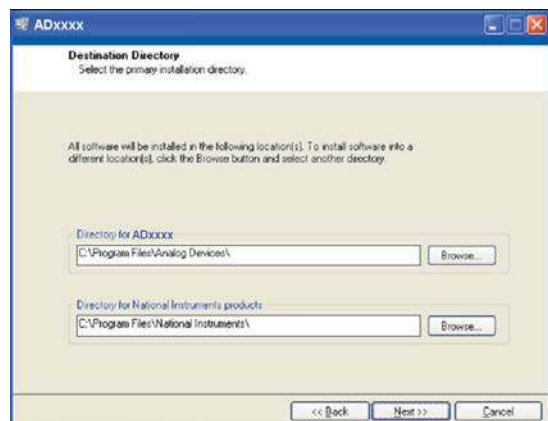 ADxxxx
Destination Directory
Select the primary installation directory.
All software will be installed in the following location(s). To install software into a
different location(s), click the Browse button and select another directory.
Directory for ADxxxx
C:\Program Files\Analog Devices\
Browse...
Directory for National Instruments products
C:\Program Files\National Instruments\
Browse...
<< Back
Next >>
Cancel